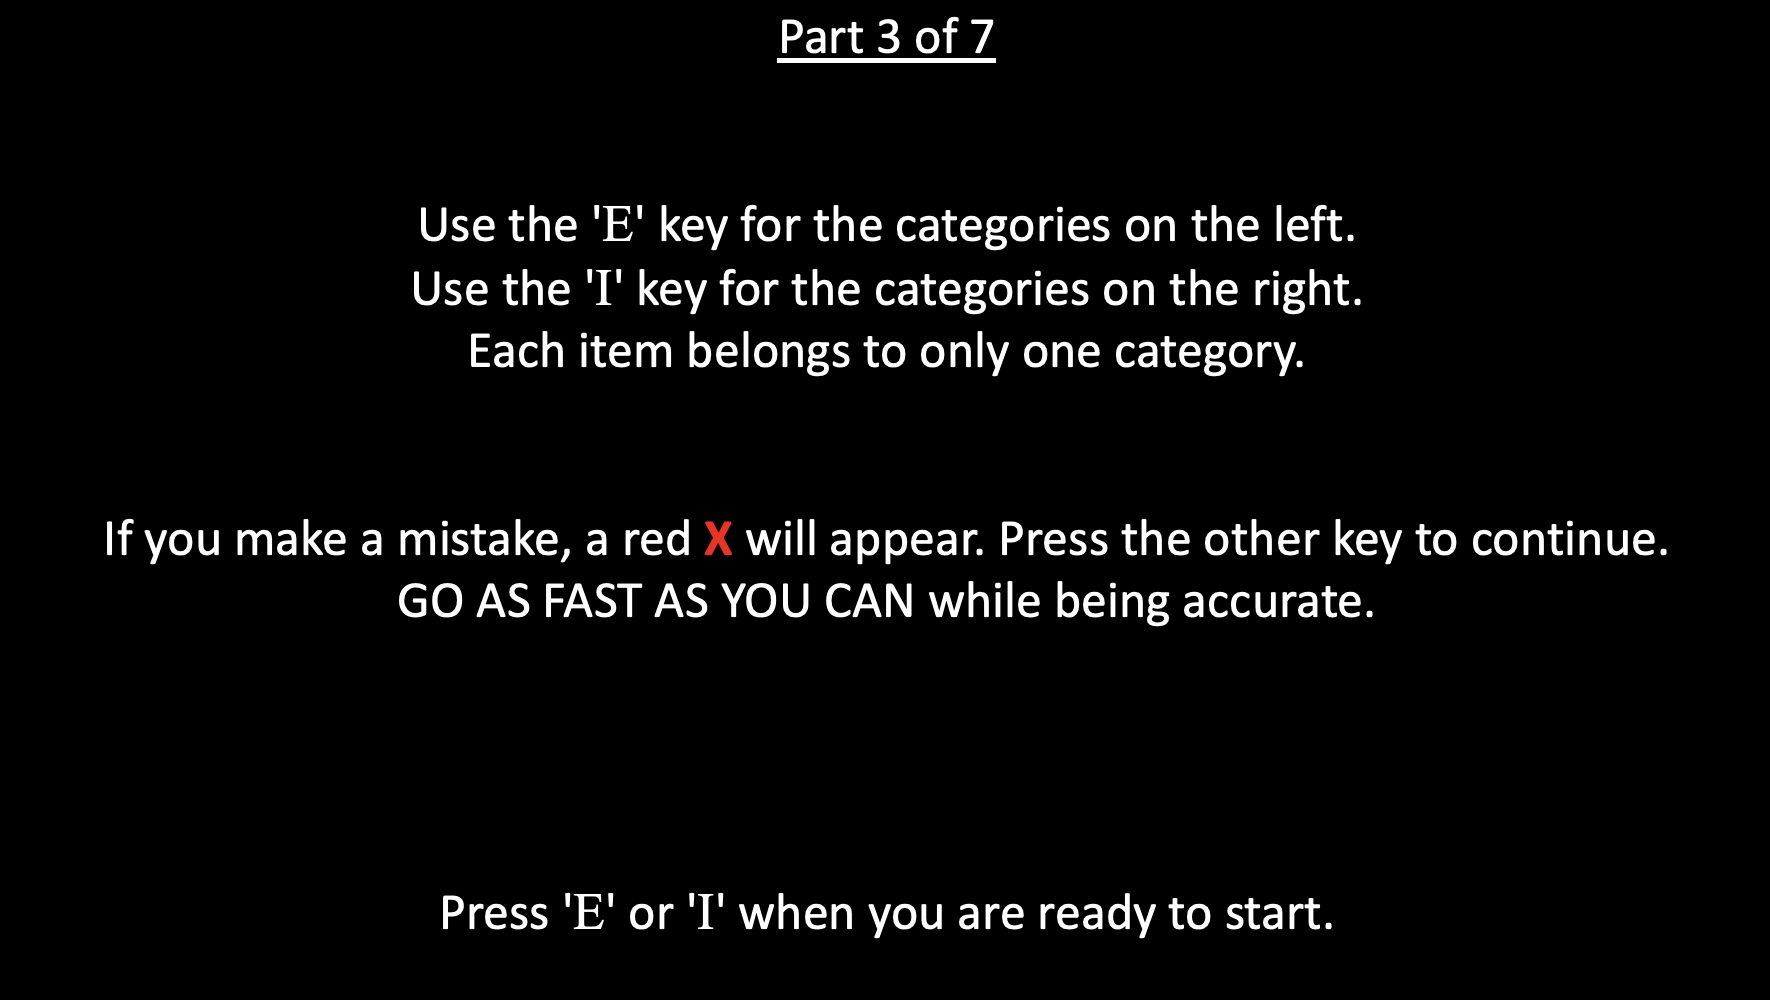 Part 3 of 7
Use the 'E' key for the categories on the left.
Use the 'I' key for the categories on the right.
Each item belongs to only one category.
If you make a mistake, a red X will appear. Press the other key to continue.
GO AS FAST AS YOU CAN while being accurate.
Press 'E' or 'I' when you are ready to start.